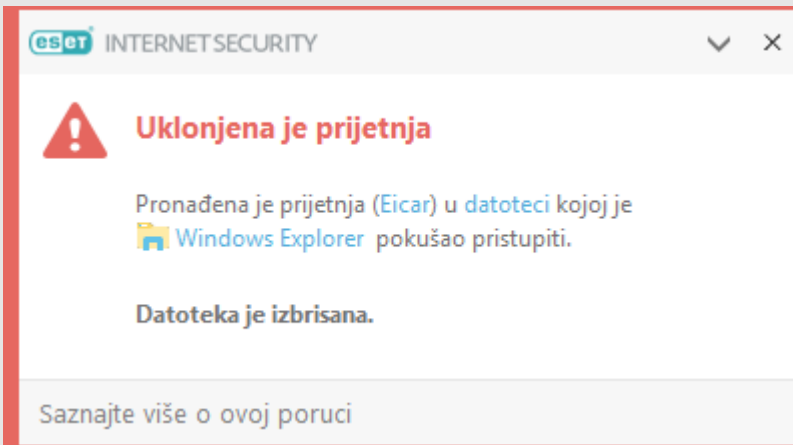 eset INTERNET SECURITY
Uklonjena je prijetnja
Pronađena je prijetnja (Eicar) u datoteci kojoj je
Windows Explorer pokušao pristupiti.
Datoteka je izbrisana.
Saznajte više o ovoj poruci